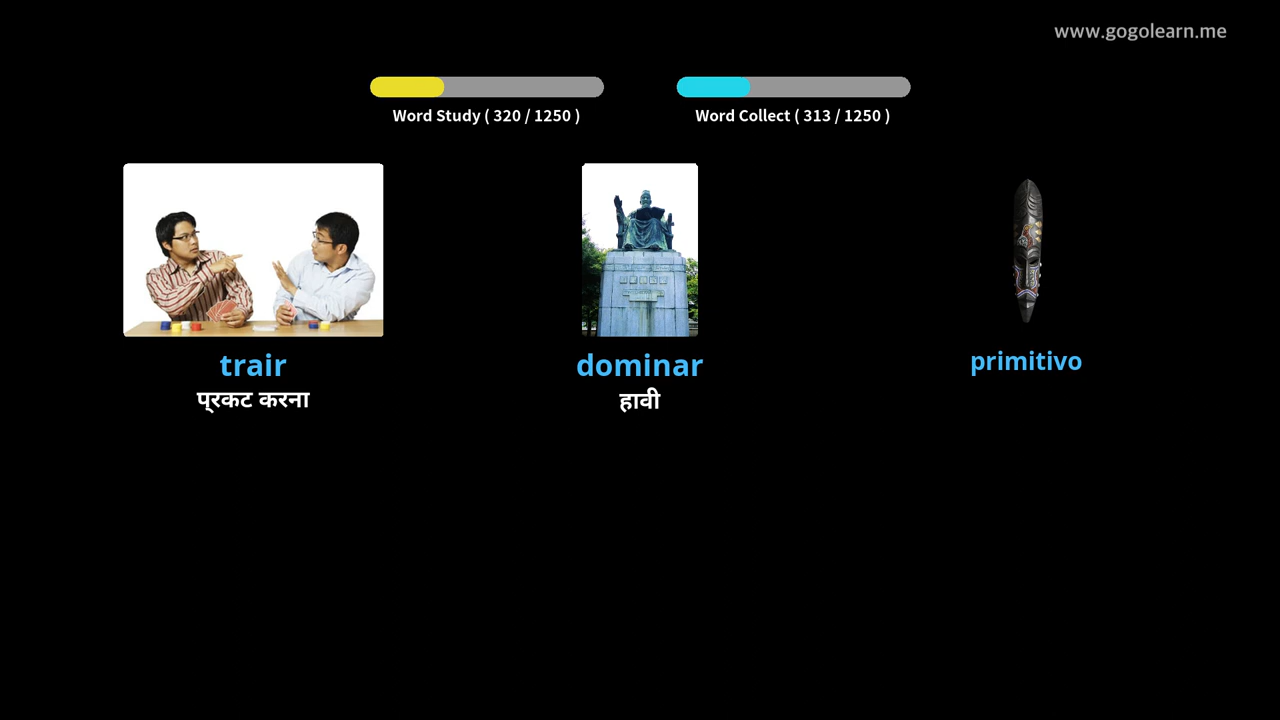 www.gogolearn.me
Word Study ( 320 / 1250 )
Word Collect ( 313 / 1250 )
trair
dominar
primitivo
प्रकट करना
हावी